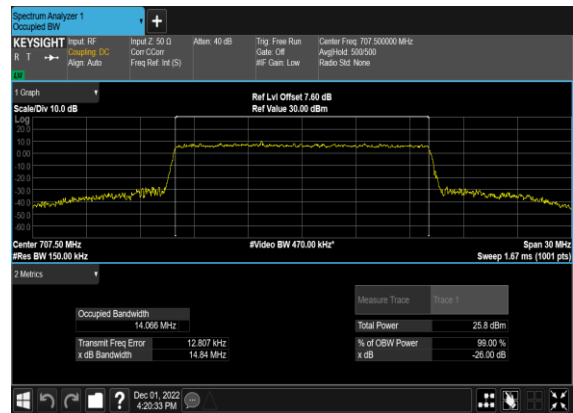 Spectrum Analyzer 1
Occupied BW
+
KEYSIGHT Input: RF Input Z: 50 Ω Atten: 40 dB Trig: Free Run Center Freq: 707.500000 MHz
Coupling: DC Corr CCorr Gate: Off Avg|Hold: 500/500
R T Align: Auto Freq Ref: Int (S) #IF Gain: Low Radio Std: None
1 Graph Ref Lvl Offset 7.60 dB
Scale/Div 10.0 dB Ref Value 30.00 dBm
Log
20.0
10.0
0.00
-10.0
-20.0
-30.0
-40.0
-50.0
-60.0
Center 707.50 MHz #Video BW 470.00 kHz* Span 30 MHz
#Res BW 150.00 kHz Sweep 1.67 ms (1001 pts)
2 Metrics
Measure Trace Trace 1
Occupied Bandwidth
14.066 MHz Total Power 25.8 dBm
Transmit Freq Error 12.807 kHz % of OBW Power 99.00 %
x dB Bandwidth 14.84 MHz x dB -26.00 dB
? Dec 01, 2022
4:20:33 PM